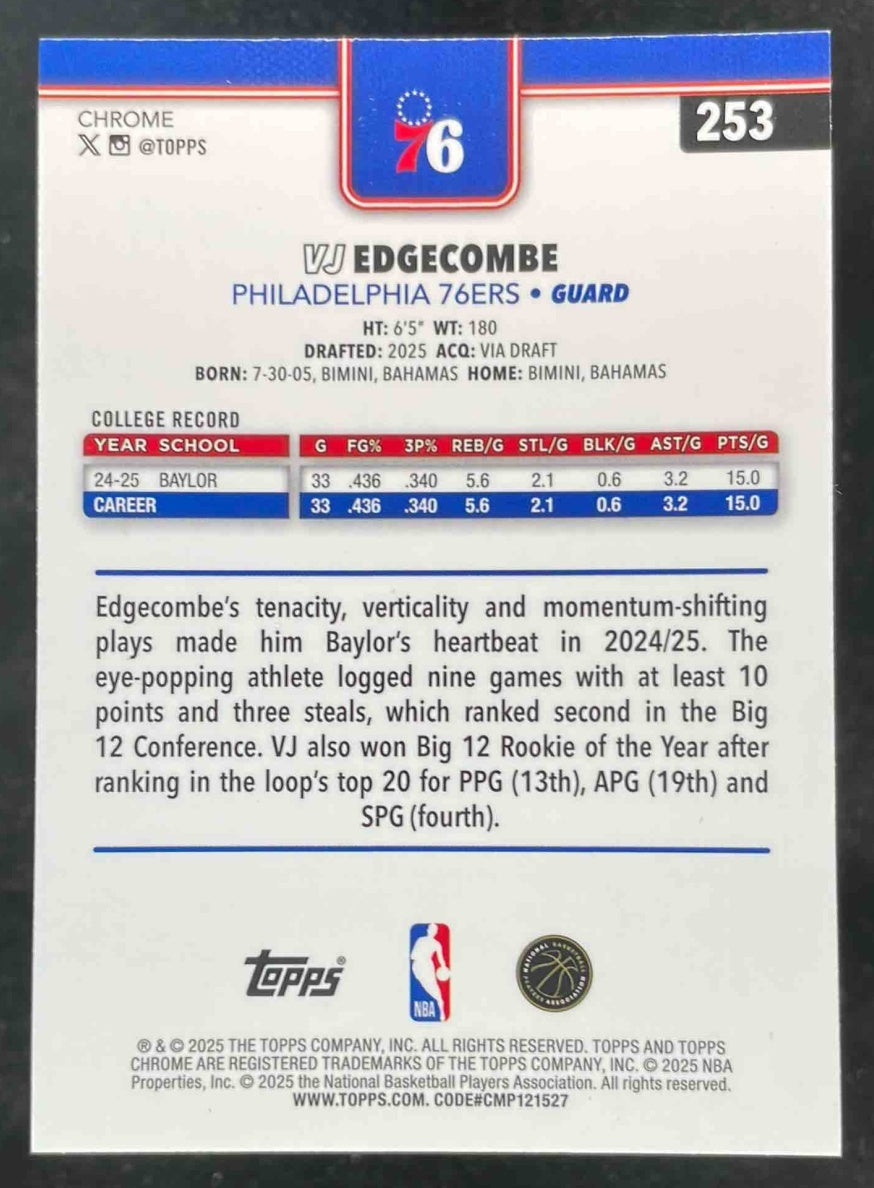 CHROME
253
X @TOPPS
76
VJ EDGECOMBE
PHILADELPHIA 76ERS • GUARD
HT: 6'5" WT: 180
DRAFTED: 2025 ACQ: VIA DRAFT
BORN: 7-30-05, BIMINI, BAHAMAS HOME: BIMINI, BAHAMAS
COLLEGE RECORD
YEAR SCHOOL G FG% 3P% REB/G STL/G BLK/G AST/G PTS/G
24-25 BAYLOR 33 .436 .340 5.6 2.1 0.6 3.2 15.0
CAREER 33 .436 .340 5.6 2.1 0.6 3.2 15.0
Edgecombe's tenacity, verticality and momentum-shifting
plays made him Baylor's heartbeat in 2024/25. The
eye-popping athlete logged nine games with at least 10
points and three steals, which ranked second in the Big
12 Conference. VJ also won Big 12 Rookie of the Year after
ranking in the loop's top 20 for PPG (13th), APG (19th) and
SPG (fourth).
Topps®
NBA
NATIONAL BASKETBALL PLAYERS ASSOCIATION
® & © 2025 THE TOPPS COMPANY, INC. ALL RIGHTS RESERVED. TOPPS AND TOPPS
CHROME ARE REGISTERED TRADEMARKS OF THE TOPPS COMPANY, INC. © 2025 NBA
Properties, Inc. © 2025 the National Basketball Players Association. All rights reserved.
WWW.TOPPS.COM. CODE#CMP121527